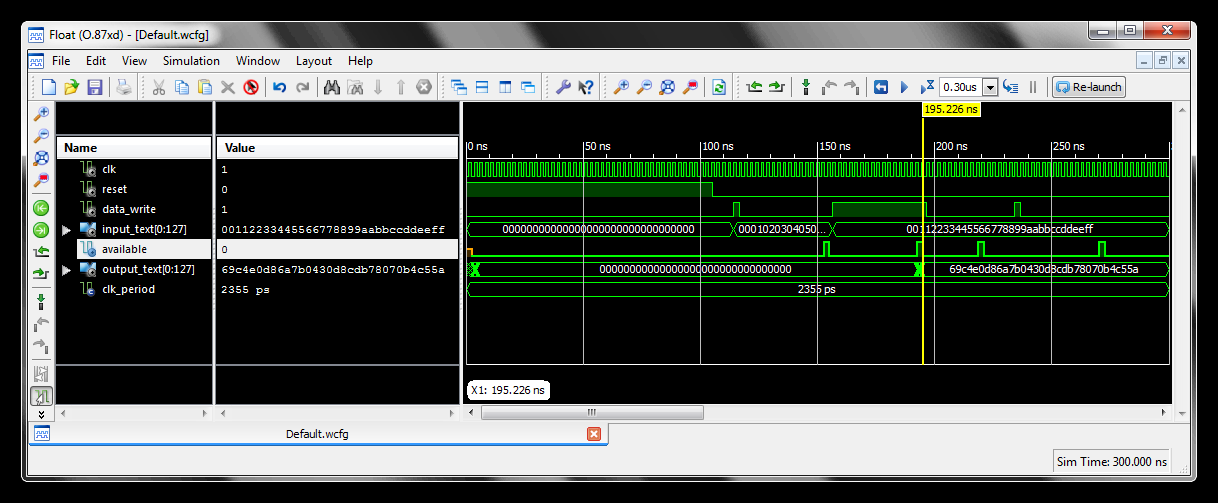 Float (O.87xd) - [Default.wcfg]
File Edit View Simulation Window Layout Help
0.30us Re-launch
195.226 ns
Name Value
0 ns 50 ns 100 ns 150 ns 200 ns 250 ns
clk 1
reset 0
data_write 1
input_text[0:127] 00112233445566778899aabbccddeeff 00000000000000000000000000000000 0001020304050... 00112233445566778899aabbccddeeff
available 0
output_text[0:127] 69c4e0d86a7b0430d8cdb78070b4c55a 00000000000000000000000000000000 69c4e0d86a7b0430d8cdb78070b4c55a
clk_period 2355 ps 2355 ps
X1: 195.226 ns
Default.wcfg
Sim Time: 300.000 ns